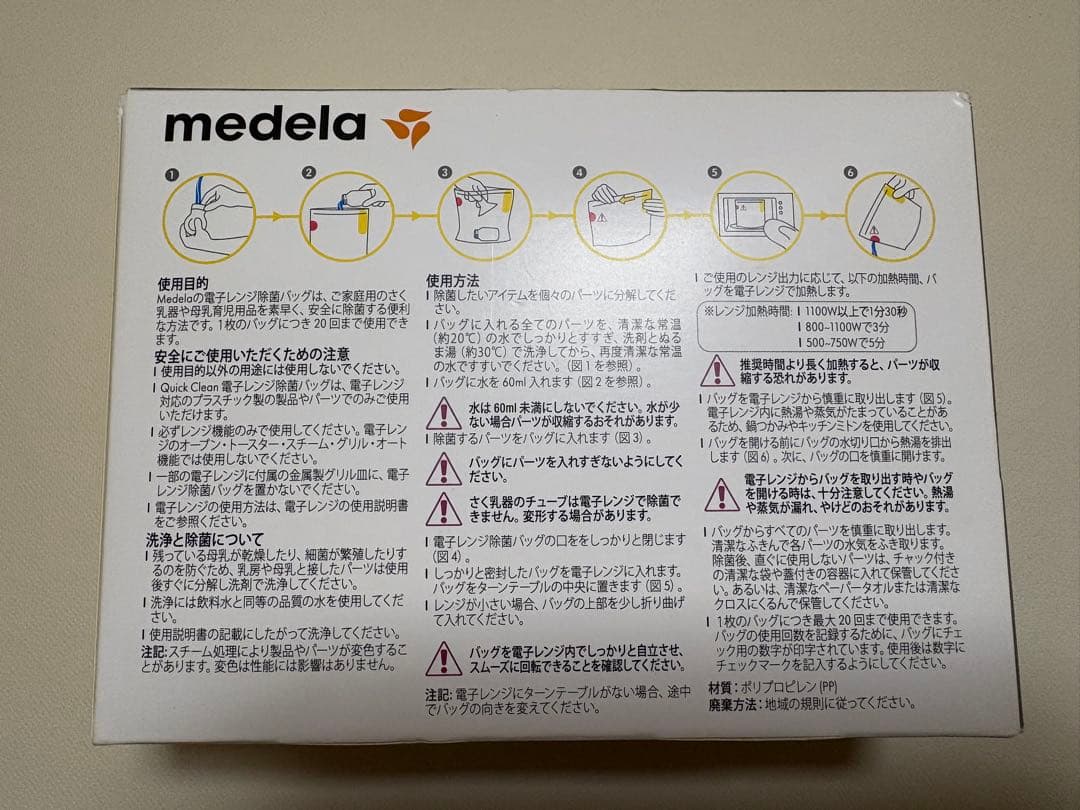 medela
1
2
3
4
5
6
使用目的
Medelaの電子レンジ除菌バッグは、ご家庭用のさく
乳器や母乳育児用品を素早く、安全に除菌する便利
な方法です。1枚のバッグにつき 20 回まで使用でき
ます。
安全にご使用いただくための注意
l 使用目的以外の用途には使用しないでください。
l Quick Clean 電子レンジ除菌バッグは、電子レンジ
対応のプラスチック製の製品やパーツでのみご使用
いただけます。
l 必ずレンジ機能のみで使用してください。電子レン
ジのオーブン・トースター・スチーム・グリル・オート
機能では使用しないでください。
l 一部の電子レンジに付属の金属製グリル皿に、電子
レンジ除菌バッグを置かないでください。
l 電子レンジの使用方法は、電子レンジの使用説明書
をご参照ください。
洗浄と除菌について
l 残っている母乳が乾燥したり、細菌が繁殖したりす
るのを防ぐため、乳房や母乳と接したパーツは使用
後すぐに分解し洗剤で洗浄してください。
l 洗浄には飲料水と同等の品質の水を使用してくだ
さい。
l 使用説明書の記載にしたがって洗浄してください。
注記: スチーム処理により製品やパーツが変色するこ
とがあります。変色は性能には影響はありません。
使用方法
l 除菌したいアイテムを個々のパーツに分解してくだ
さい。
l バッグに入れる全てのパーツを、清潔な常温
(約20℃) の水でしっかりとすすぎ、洗剤とぬる
ま湯 (約30℃) で洗浄してから、再度清潔な常温
の水ですすいでください。(図 1 を参照) 。
l バッグに水を 60ml 入れます (図 2 を参照) 。
水は 60ml 未満にしないでください。水が少
ない場合パーツが収縮するおそれがあります。
l 除菌するパーツをバッグに入れます (図 3) 。
バッグにパーツを入れすぎないようにしてく
ださい。
さく乳器のチューブは電子レンジで除菌で
きません。変形する場合があります。
l 電子レンジ除菌バッグの口ををしっかりと閉じます
(図 4) 。
l しっかりと密封したバッグを電子レンジに入れます。
バッグをターンテーブルの中央に置きます (図 5) 。
l レンジが小さい場合、バッグの上部を少し折り曲げ
て入れてください。
バッグを電子レンジ内でしっかりと自立させ、
スムーズに回転できることを確認してください。
注記: 電子レンジにターンテーブルがない場合、途中
でバッグの向きを変えてください。
l ご使用のレンジ出力に応じて、以下の加熱時間、バ
ッグを電子レンジで加熱します。
※レンジ加熱時間: l 1100W以上で1分30秒
l 800~1100Wで3分
l 500~750Wで5分
推奨時間より長く加熱すると、パーツが収
縮する恐れがあります。
l バッグを電子レンジから慎重に取り出します (図 5) 。
電子レンジ内に熱湯や蒸気がたまっていることがあ
るため、鍋つかみやキッチンミトンを使用してください。
l バッグを開ける前にバッグの水切り口から熱湯を排出
します (図 6) 。次に、バッグの口を慎重に開けます。
電子レンジからバッグを取り出す時やバッグ
を開ける時は、十分注意してください。熱湯
や蒸気が漏れ、やけどのおそれがあります。
l バッグからすべてのパーツを慎重に取り出します。
清潔なふきんで各パーツの水気をふき取ります。
除菌後、直ぐに使用しないパーツは、チャック付き
の清潔な袋や蓋付きの容器に入れて保管してくださ
い。あるいは、清潔なペーパータオルまたは清潔な
クロスにくるんで保管してください。
l 1枚のバッグにつき最大 20 回まで使用できます。
バッグの使用回数を記録するために、バッグにチェ
ック用の数字が印字されています。使用後は数字に
チェックマークを記入するようにしてください。
材質 : ポリプロピレン (PP)
廃棄方法 : 地域の規則に従ってください。